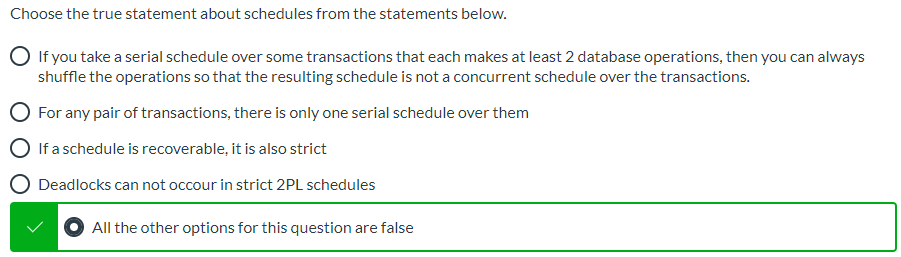 Choose the true statement about schedules from the statements below.
If you take a serial schedule over some transactions that each makes at least 2 database operations, then you can always
shuffle the operations so that the resulting schedule is not a concurrent schedule over the transactions.
For any pair of transactions, there is only one serial schedule over them
If a schedule is recoverable, it is also strict
Deadlocks can not occour in strict 2PL schedules
All the other options for this question are false